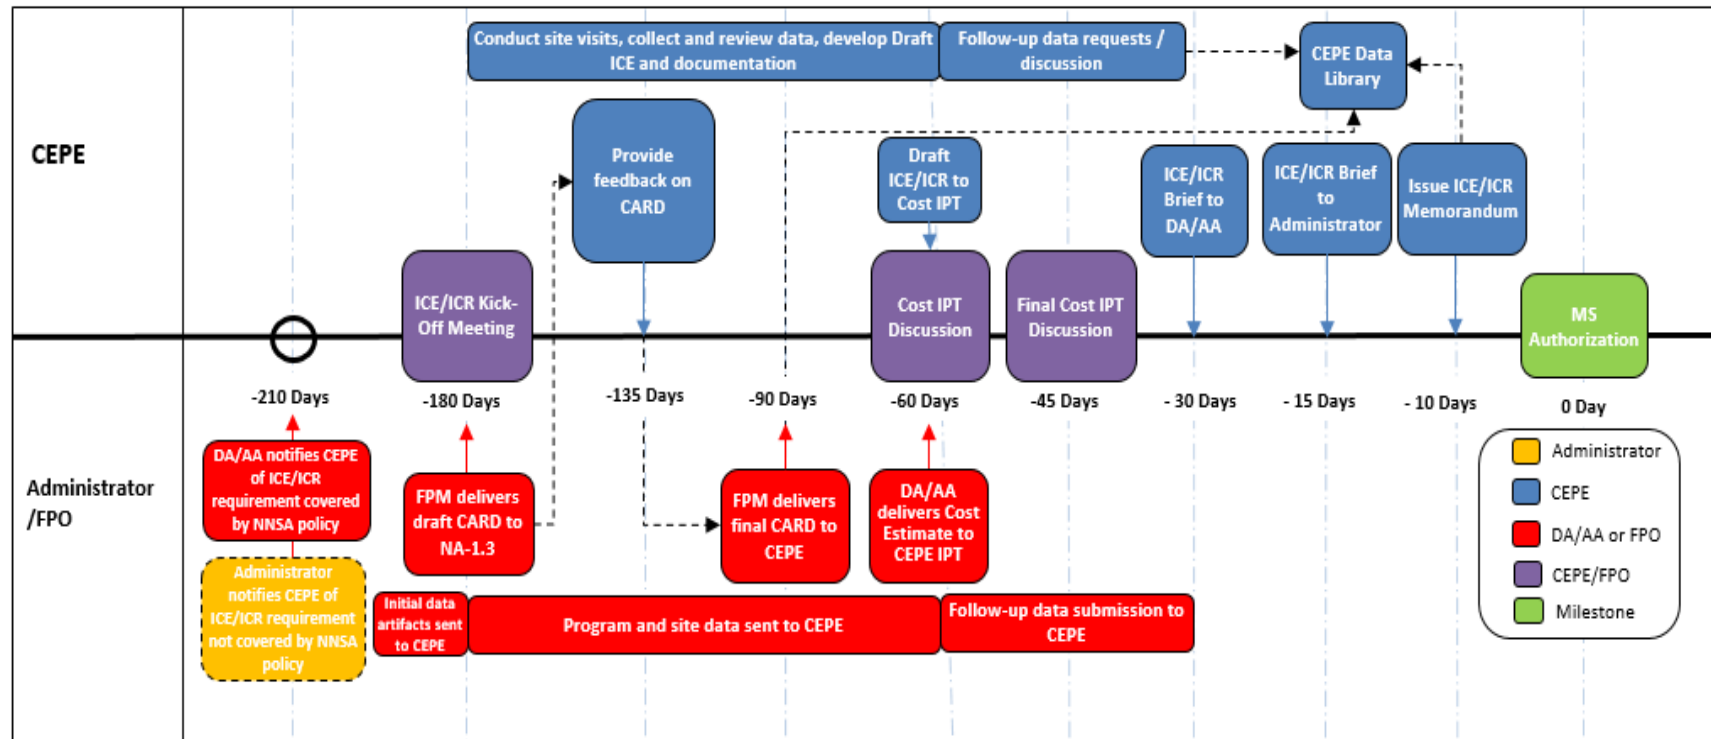 Conduct site visits, collect and review data, develop Draft
ICE and documentation
Follow-up data requests /
discussion
CEPE Data
Library
CEPE
Provide
feedback on
CARD
Draft
ICE/ICR to
Cost IPT
ICE/ICR
Brief to
DA/AA
ICE/ICR Brief
to
Administrator
Issue ICE/ICR
Memorandum
ICE/ICR Kick-
Off Meeting
Cost IPT
Discussion
Final Cost IPT
Discussion
MS
Authorization
-210 Days
-180 Days
-135 Days
-90 Days
-60 Days
-45 Days
- 30 Days
- 15 Days
- 10 Days
0 Day
Administrator
/FPO
DA/AA notifies CEPE
of ICE/ICR
requirement covered
by NNSA policy
Administrator
notifies CEPE of
ICE/ICR requirement
not covered by NNSA
policy
FPM delivers
draft CARD to
NA-1.3
FPM delivers
final CARD to
CEPE
DA/AA
delivers Cost
Estimate to
CEPE IPT
Initial data
artifacts sent
to CEPE
Program and site data sent to CEPE
Follow-up data submission to
CEPE
Administrator
CEPE
DA/AA or FPO
CEPE/FPO
Milestone